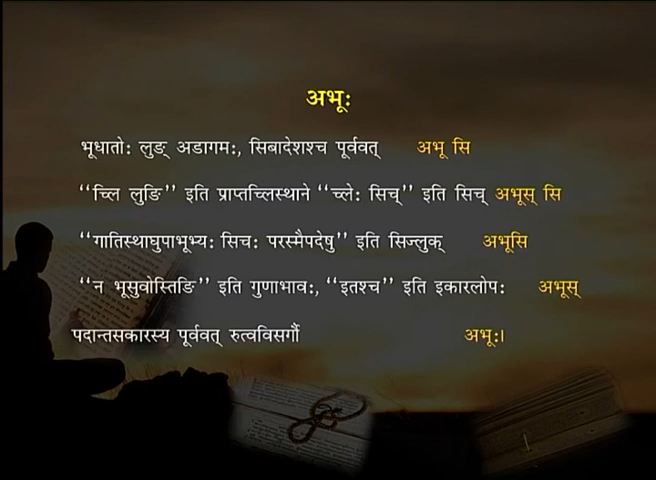 अभूः
भूधातोः लुङ् अडागमः, सिबादेशश्च पूर्ववत् अभू सि
“च्लि लुङि” इति प्राप्तच्लिस्थाने “च्लेः सिच्” इति सिच् अभूस् सि
“गातिस्थाघुपाभूभ्यः सिचः परस्मैपदेषु” इति सिज्लुक् अभूसि
“न भूसुवोस्तिङि” इति गुणाभावः, “इतश्च” इति इकारलोपः अभूस्
पदान्तसकारस्य पूर्ववत् रुत्वविसर्गौ अभूः।